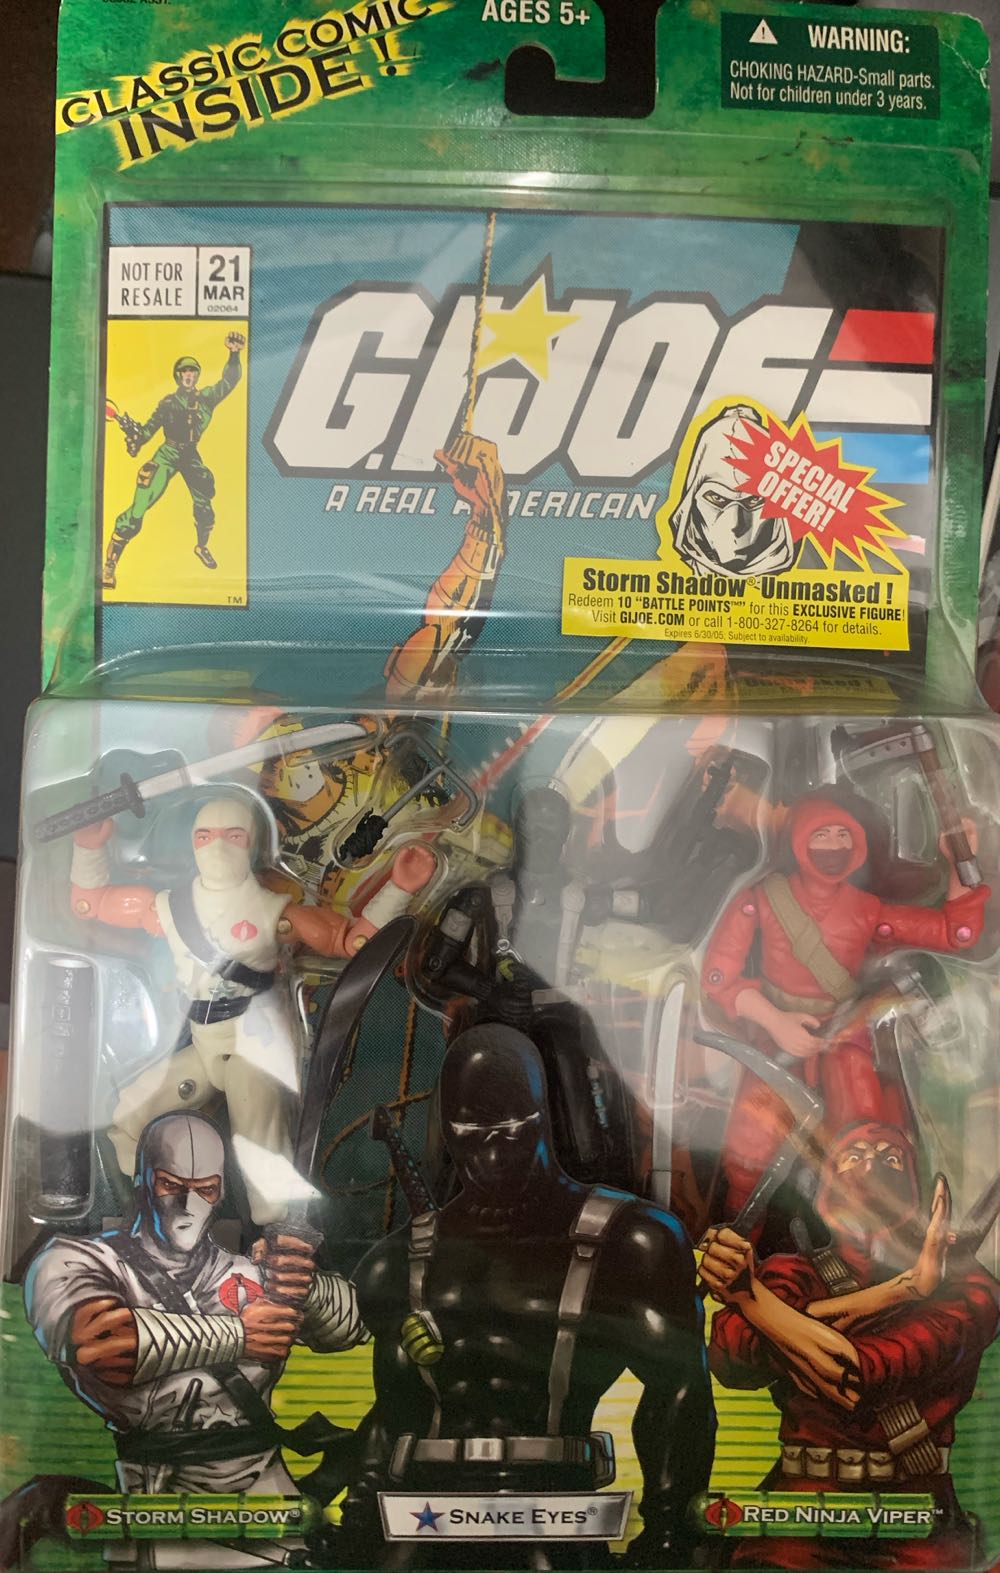 AGES 5+
CLASSIC COMIC
INSIDE!
WARNING:
CHOKING HAZARD-Small parts.
Not for children under 3 years.
NOT FOR
RESALE
21
MAR
02064
TM
G.I.JOE
A REAL AMERICAN
SPECIAL
OFFER!
Storm Shadow®-Unmasked!
Redeem 10 "BATTLE POINTS™" for this EXCLUSIVE FIGURE!
Visit GIJOE.COM or call 1-800-327-8264 for details.
Expires 6/30/05; Subject to availability.
STORM SHADOW®
SNAKE EYES®
RED NINJA VIPER™